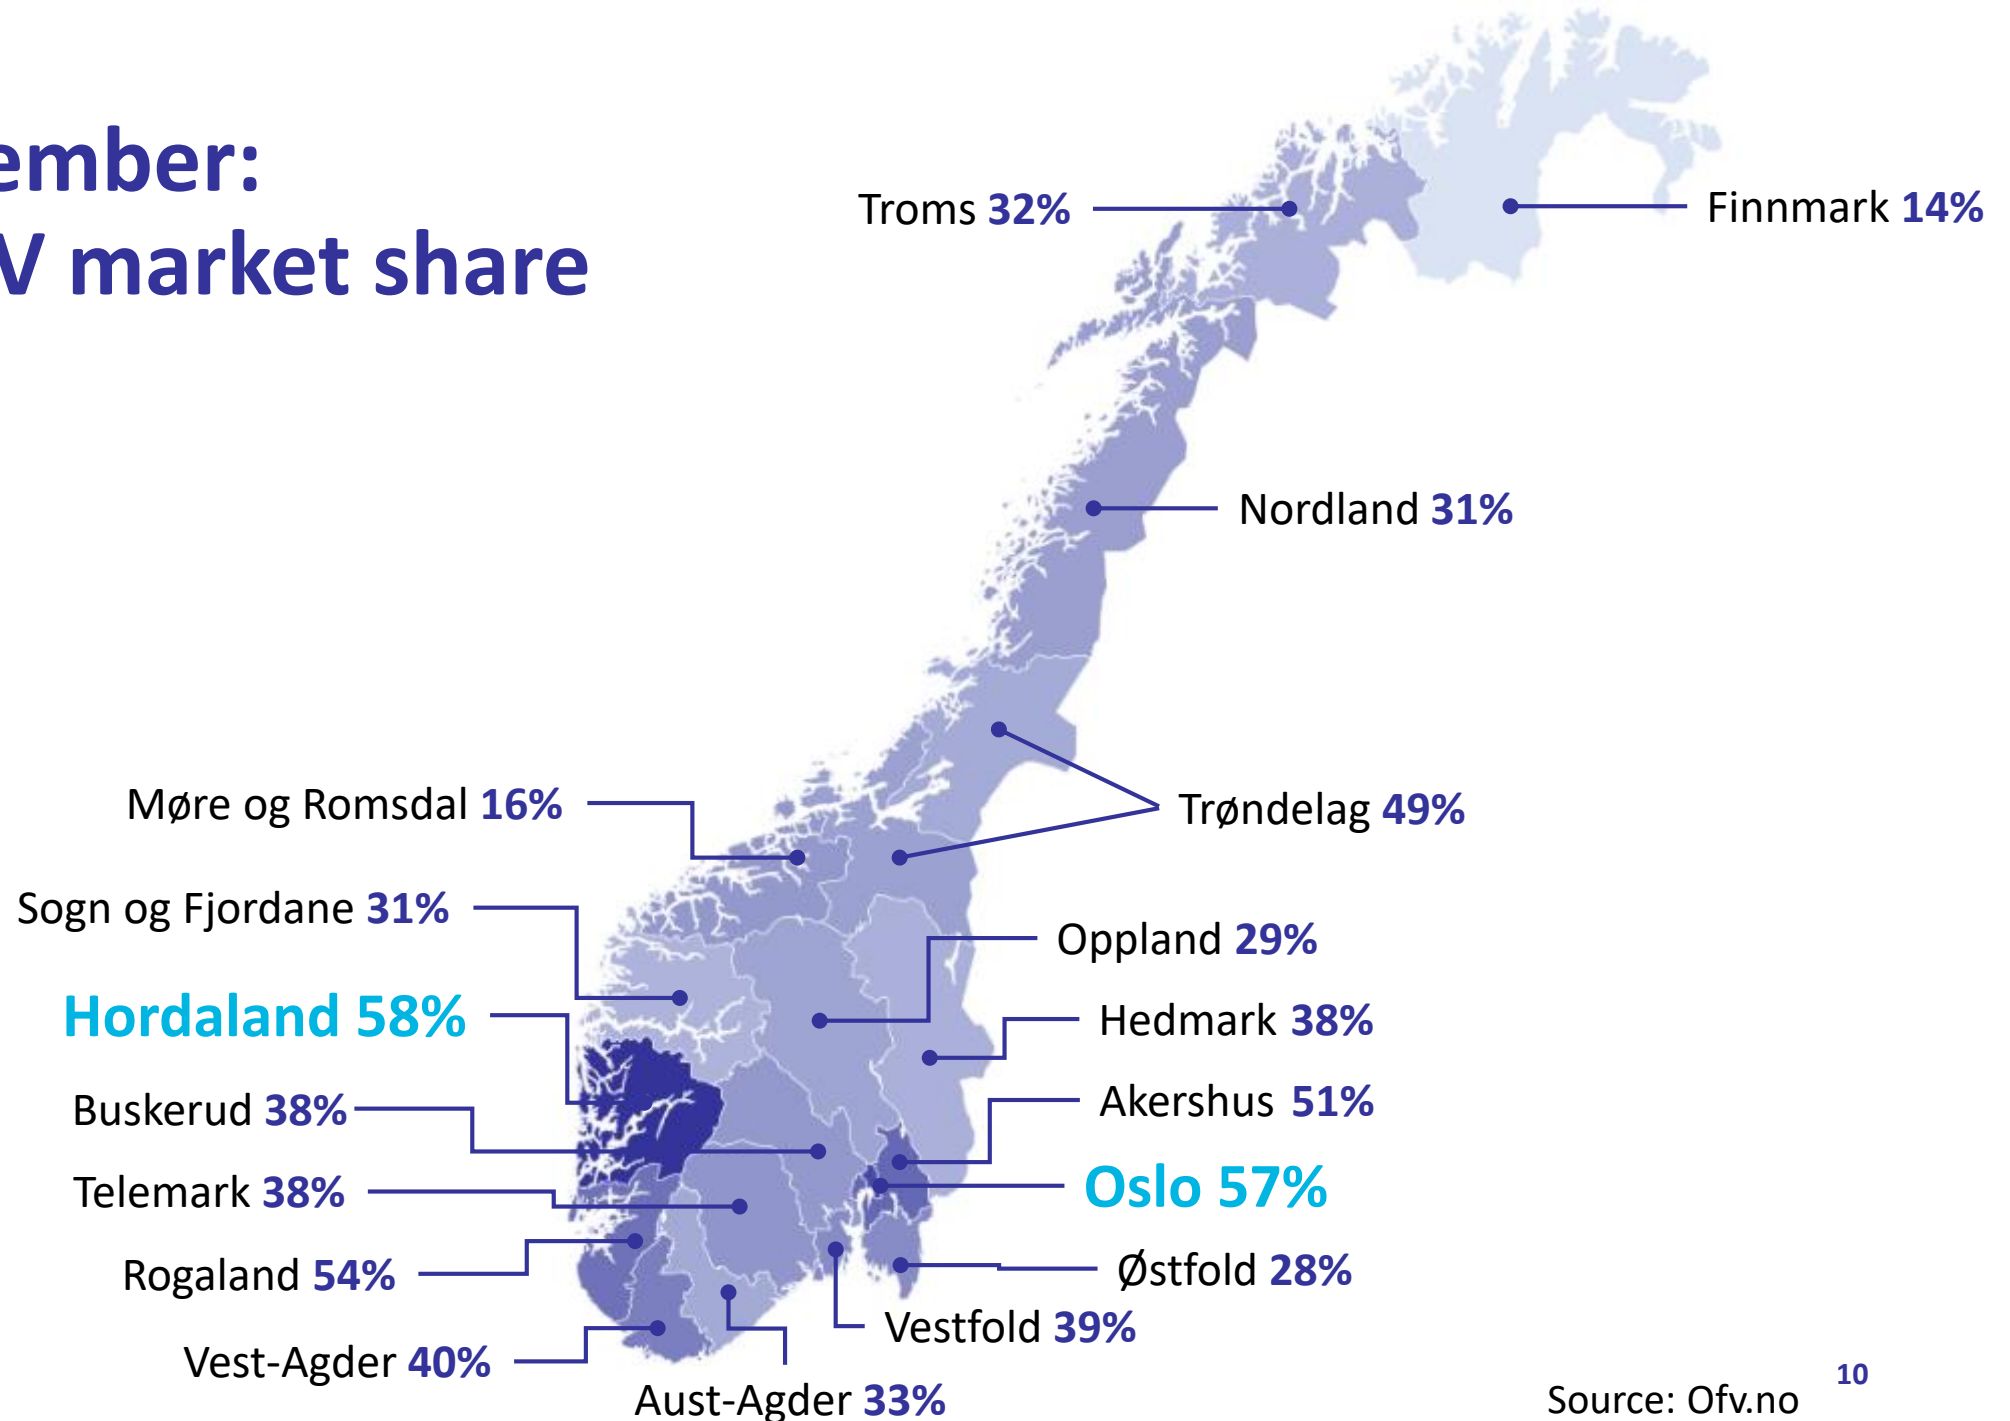 ember:
V market share
Troms 32%
Finnmark 14%
Nordland 31%
Møre og Romsdal 16%
Trøndelag 49%
Sogn og Fjordane 31%
Oppland 29%
Hordaland 58%
Hedmark 38%
Buskerud 38%
Akershus 51%
Telemark 38%
Oslo 57%
Rogaland 54%
Østfold 28%
Vestfold 39%
Vest-Agder 40%
Aust-Agder 33%
10
Source: Ofv.no